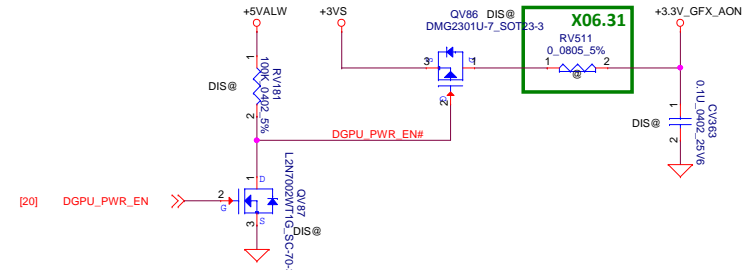 +5VALW
+3VS
QV86 DIS@
DMG2301U-7_SOT23-3
X06.31
RV511
0_0805_5%
+3.3V_GFX_AON
3
S
D
1
G
2
1
2
@
1
RV181
100K_0402_5%
DIS@
2
DGPU_PWR_EN#
1
CV363
0.1U_0402_25V6
DIS@
2
1
D
[20]
DGPU_PWR_EN
2
G
3
S
QV87
L2N7002WT1G_SC-70-
DIS@